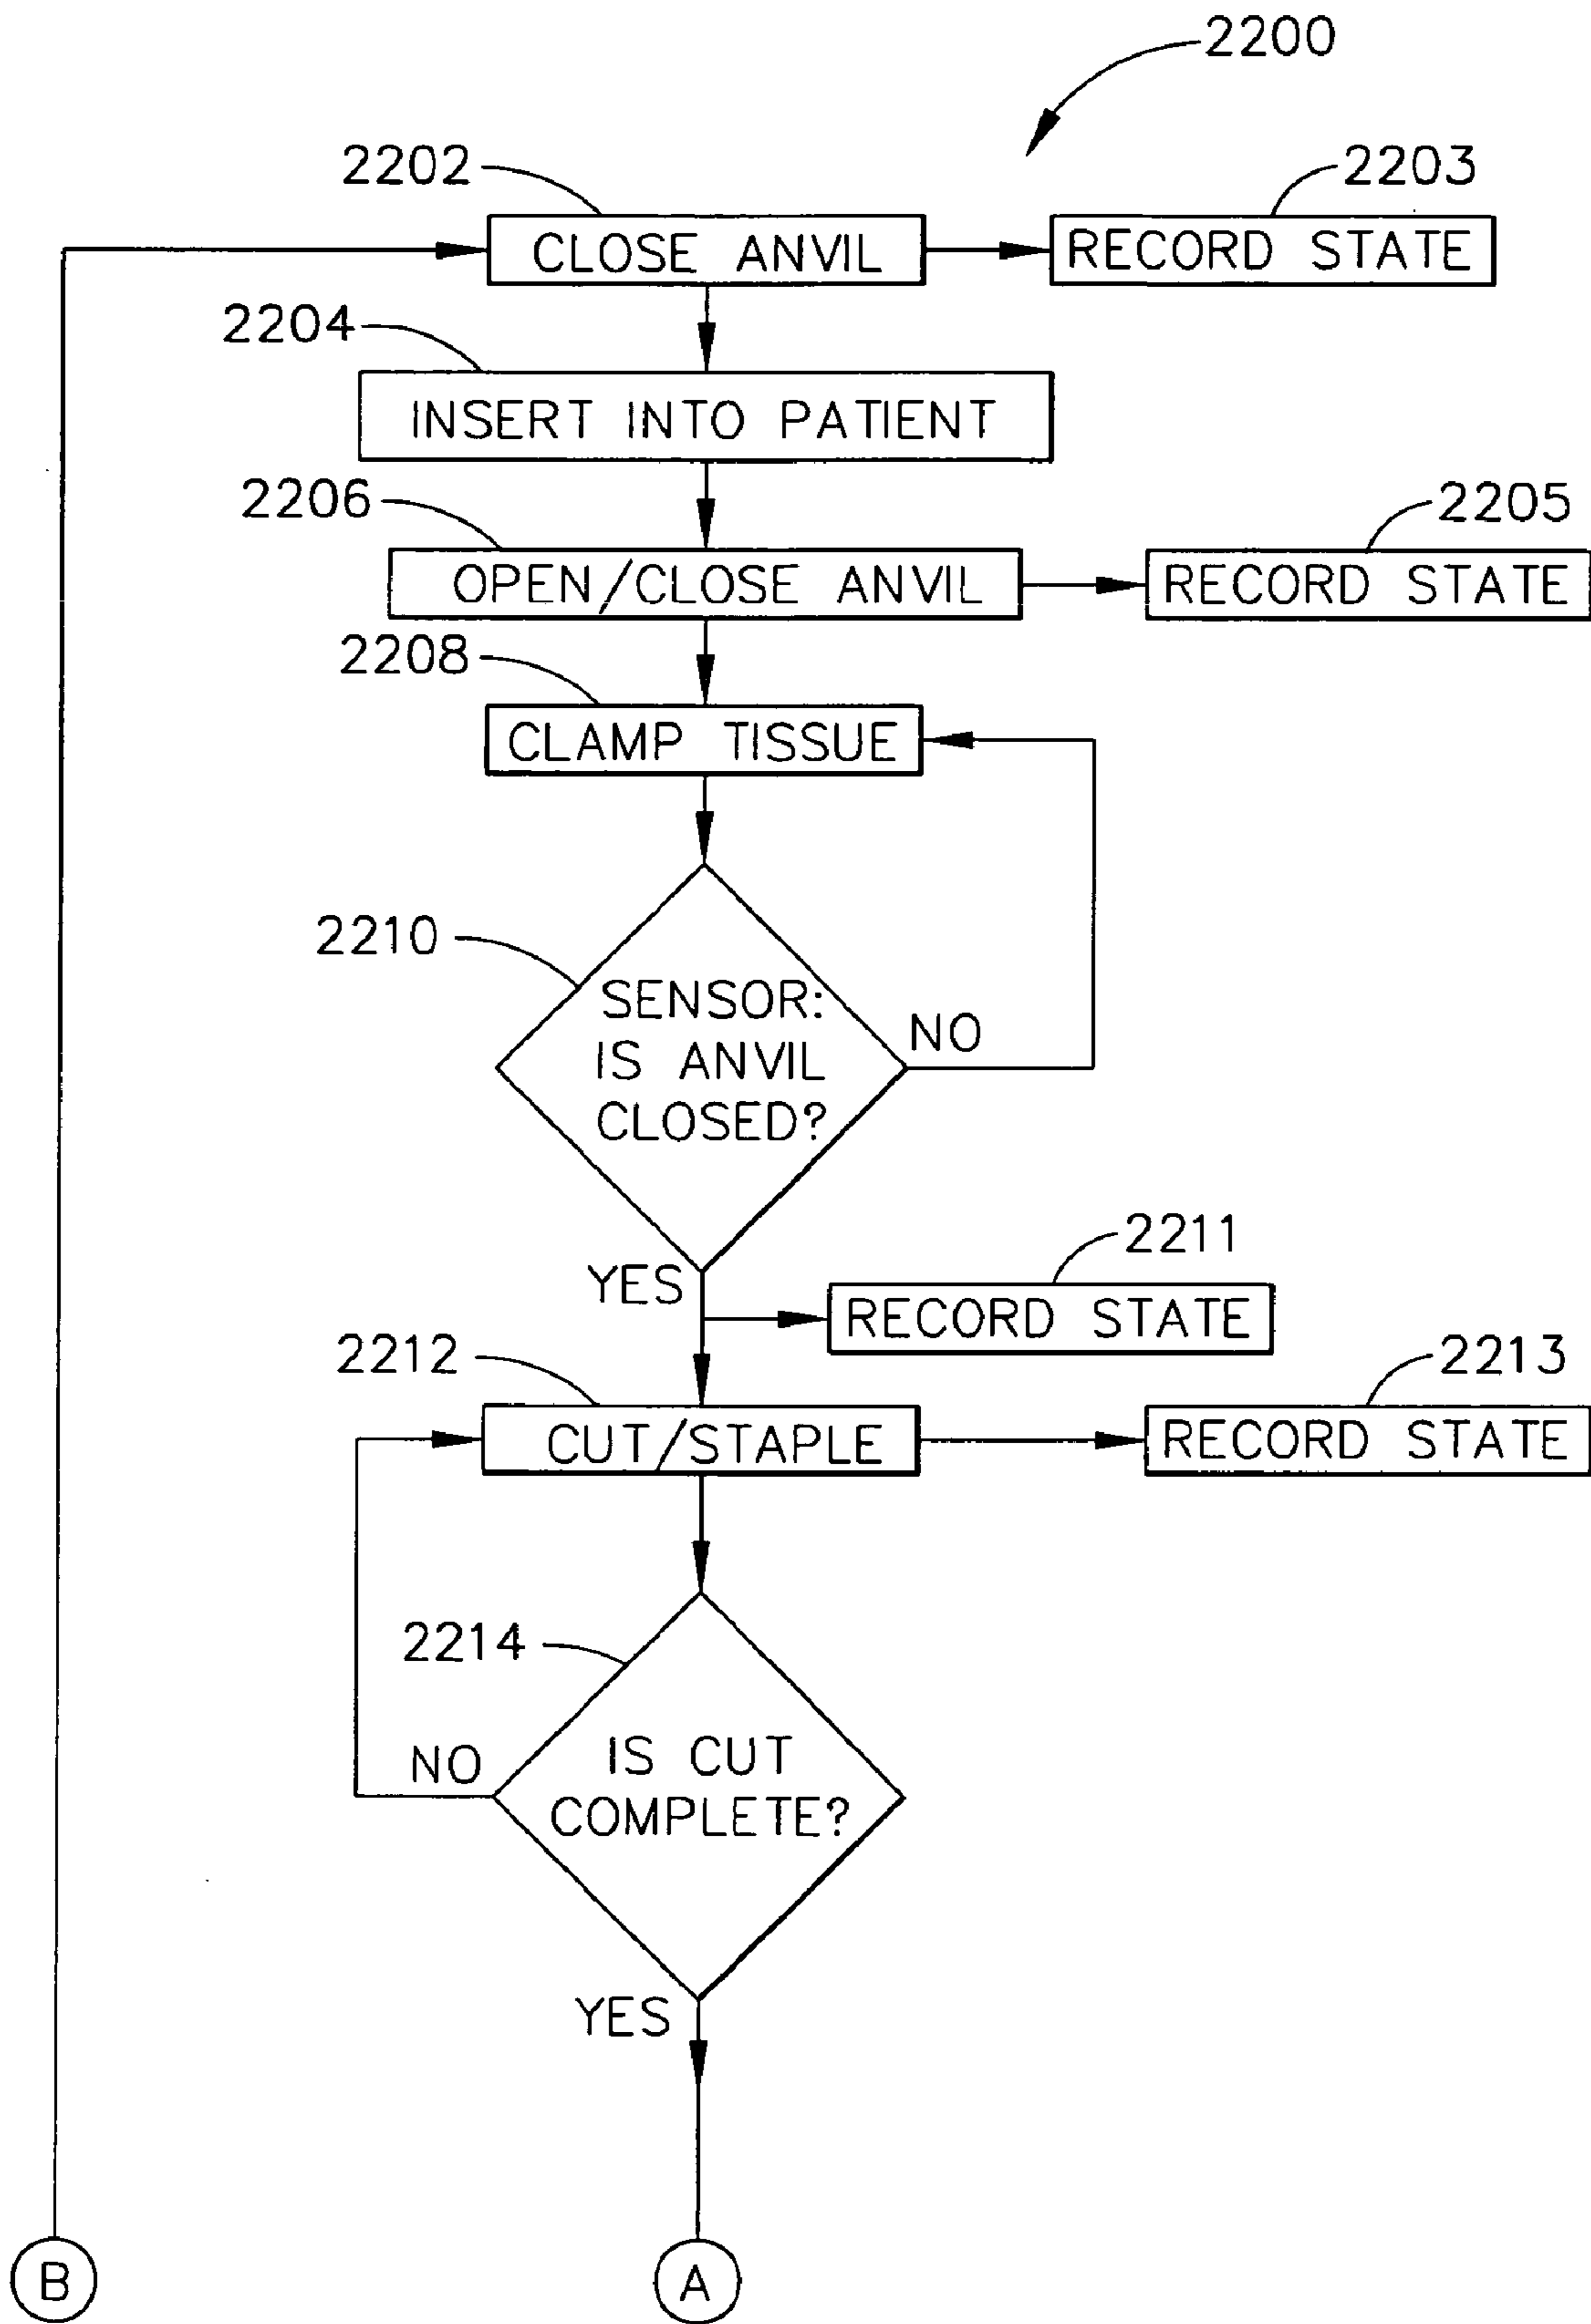 2200
2202
2203
CLOSE ANVIL
RECORD STATE
2204
INSERT INTO PATIENT
2206
2205
OPEN/CLOSE ANVIL
RECORD STATE
2208
CLAMP TISSUE
2210
SENSOR:
IS ANVIL
CLOSED?
NO
YES
2211
RECORD STATE
2212
2213
CUT/STAPLE
RECORD STATE
2214
NO
IS CUT
COMPLETE?
YES
B
A